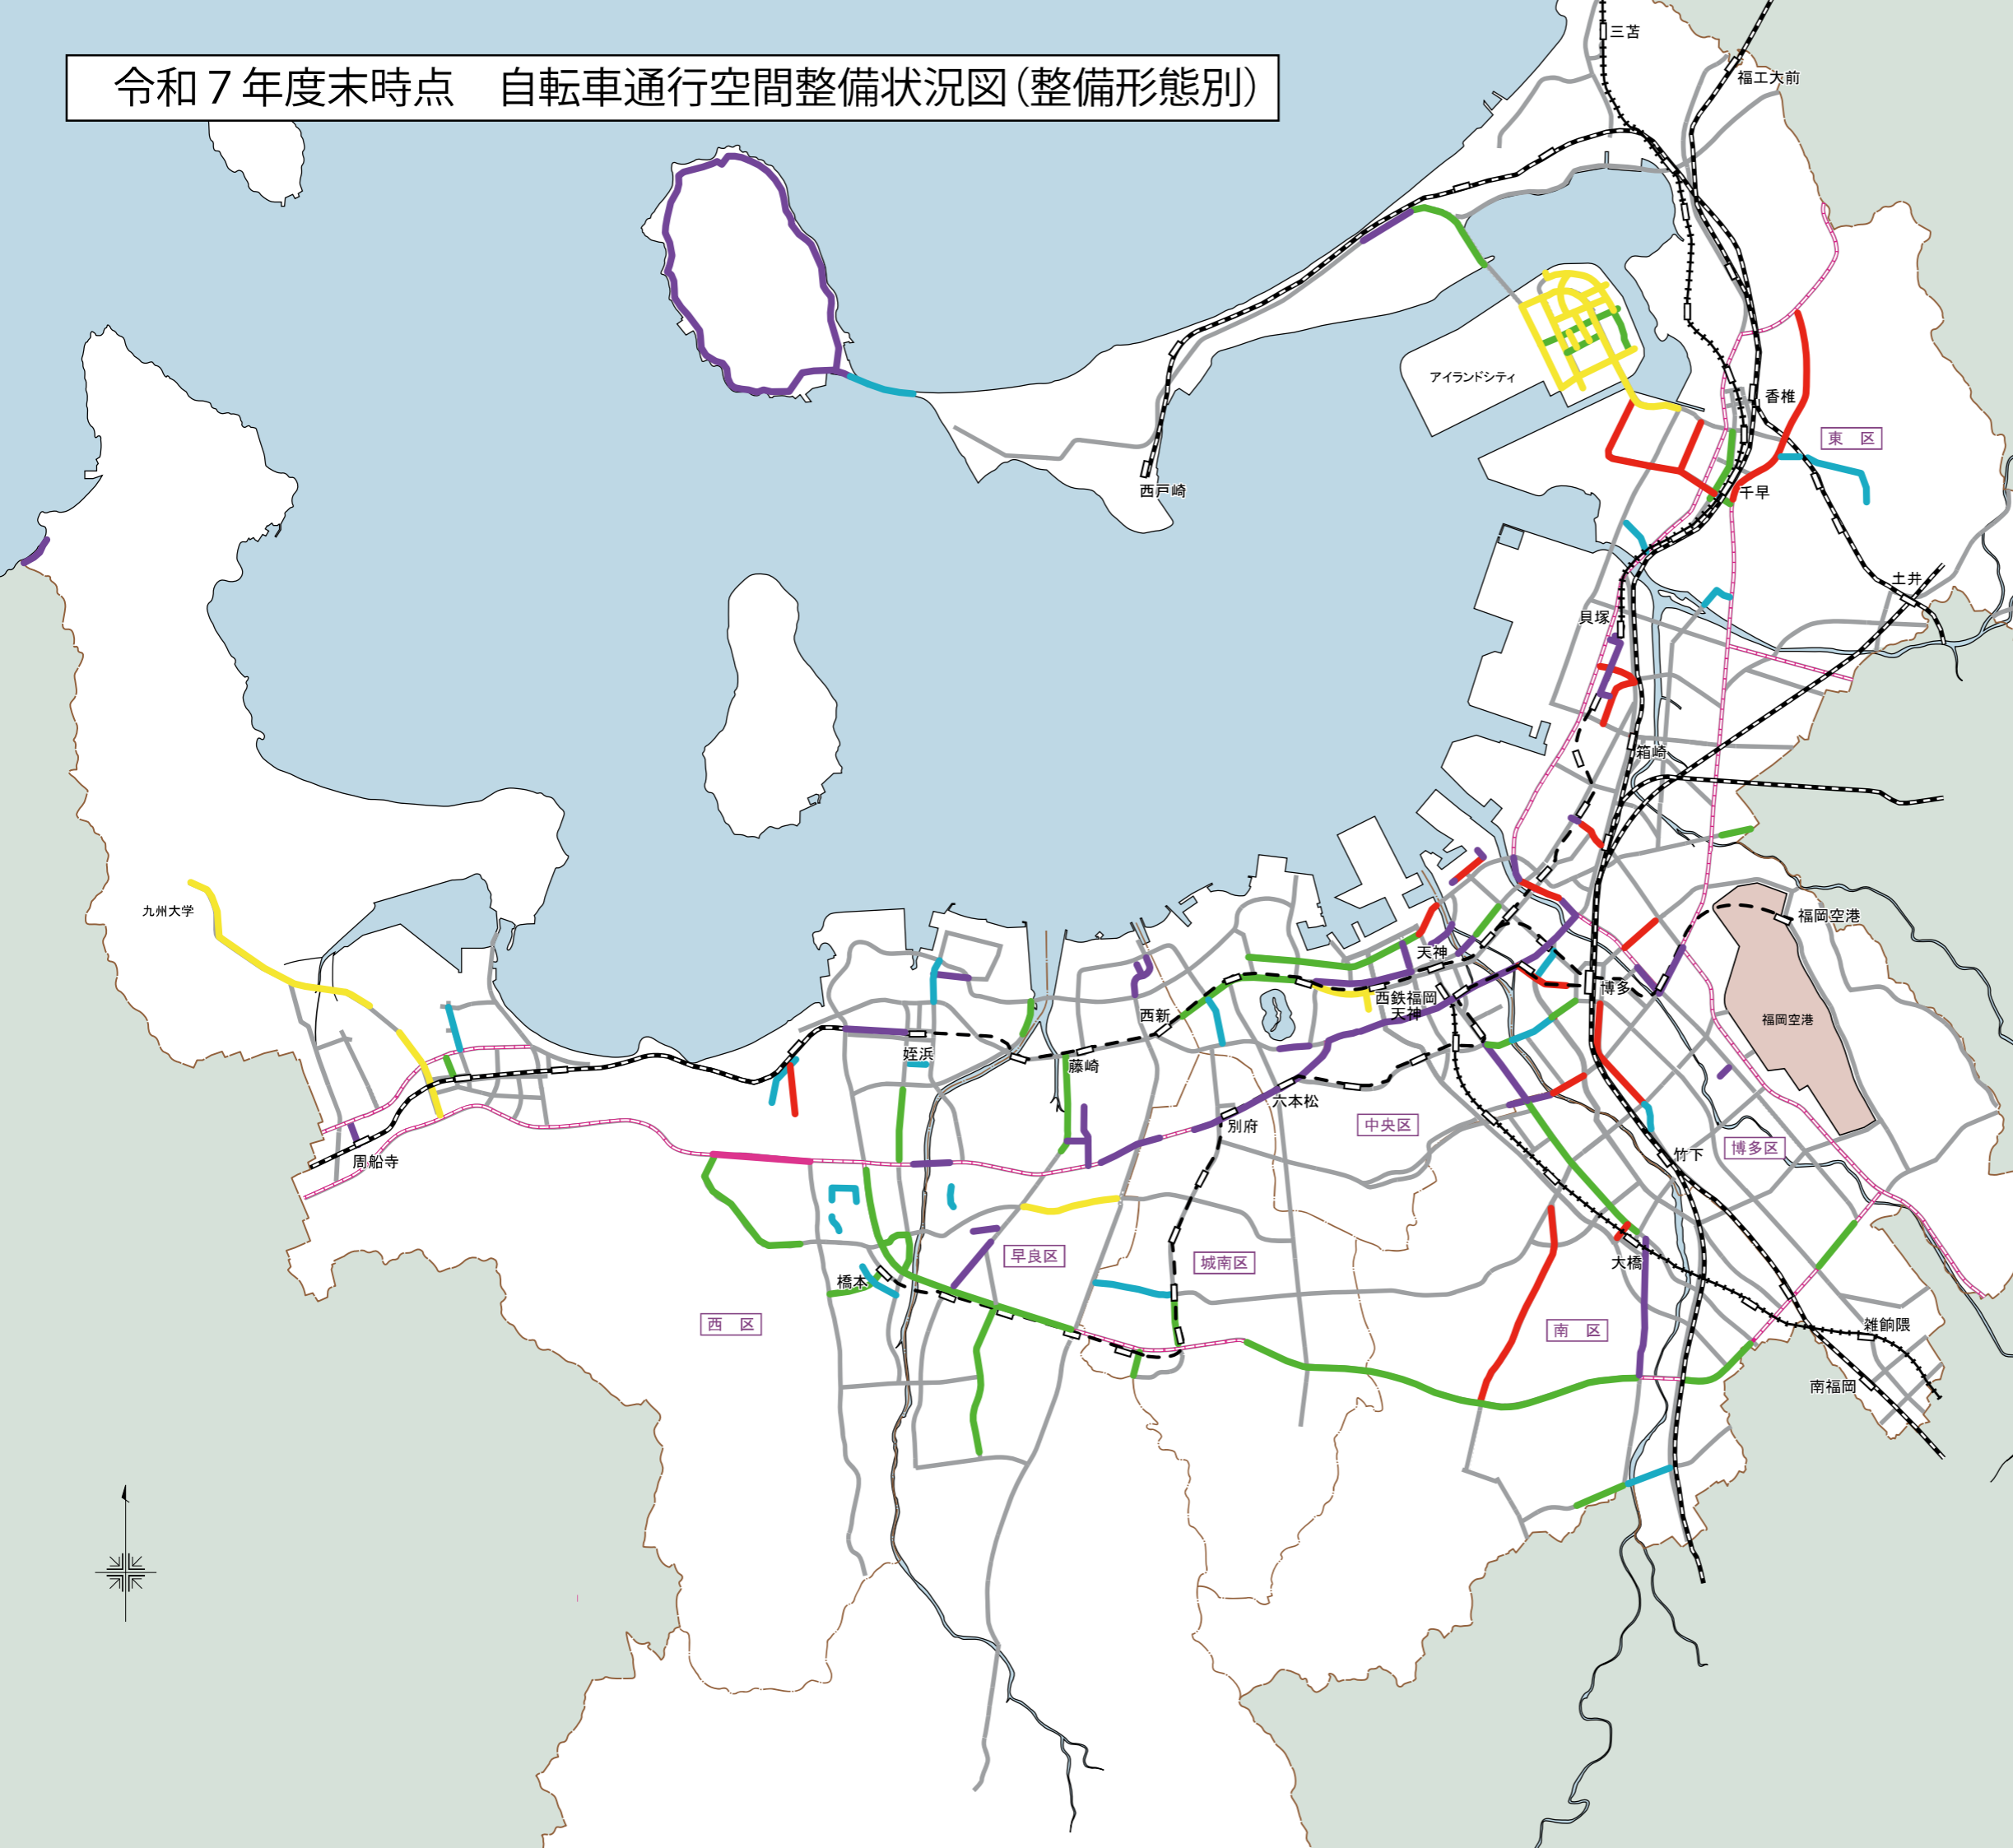 令和７年度末時点　自転車通行空間整備状況図（整備形態別）
三苫
福工大前
アイランドシティ
香椎
東　区
西戸崎
千早
土井
貝塚
箱崎
九州大学
福岡空港
天神
西鉄福岡
天神
博多
福岡空港
西新
姪浜
藤崎
六本松
別府
中央区
博多区
竹下
周船寺
早良区
城南区
大橋
橋本
西　区
南　区
雑餉隈
南福岡